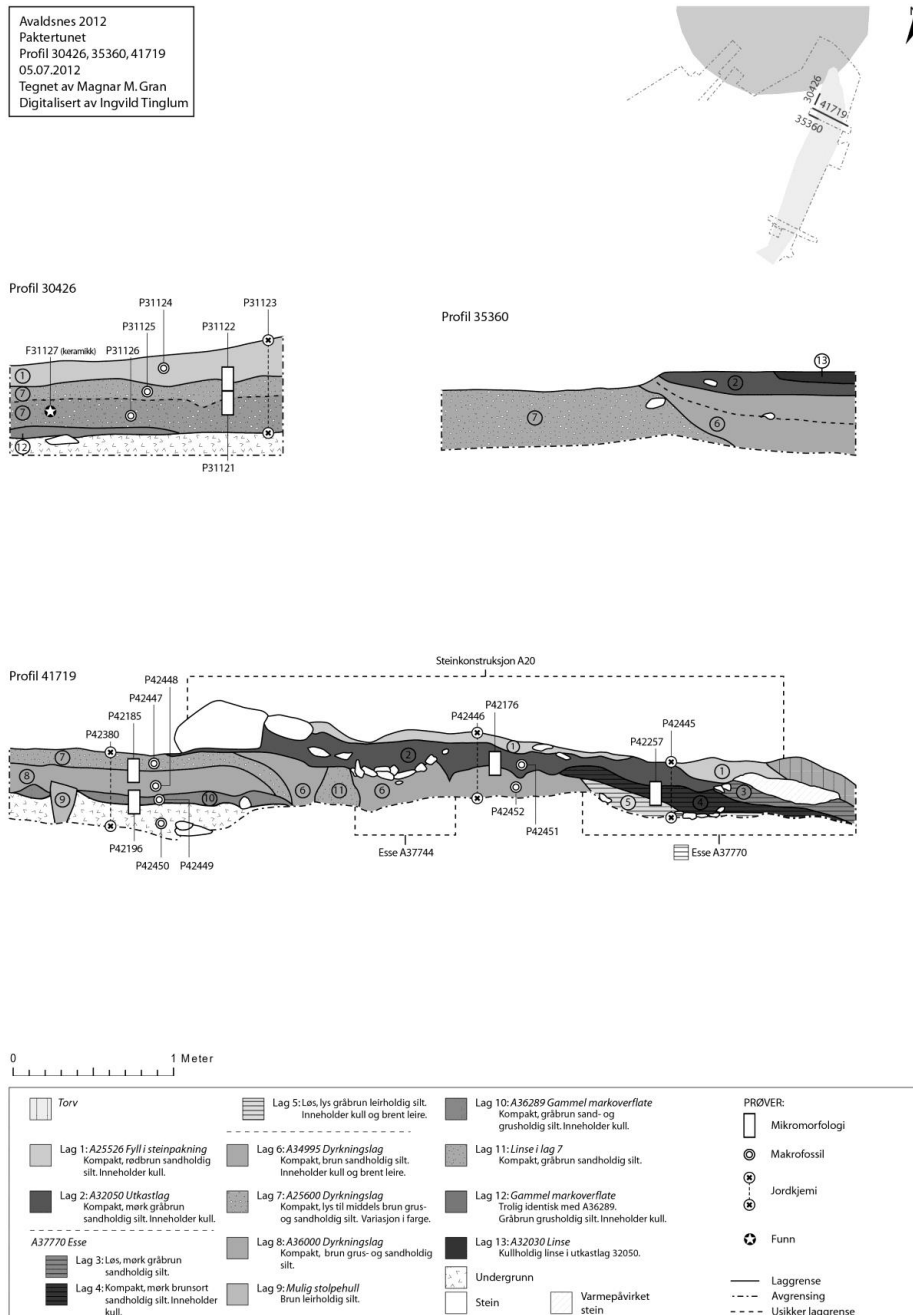 Avaldsnes 2012
Paktertunet
Profil 30426, 35360, 41719
05.07.2012
Tegnet av Magnar M. Gran
Digitalisert av Ingvild Tinglum
30426
41719
35360
Profil 30426
P31124
P31123
P31125
P31122
F31127 (keramikk)
P31126
1
7
7
12
P31121
Profil 35360
13
2
7
6
Steinkonstruksjon A20
Profil 41719
P42448
P42447
P42185
P42380
P42446
P42176
P42445
P42257
7
8
9
10
6
11
2
6
1
1
3
5
4
P42196
P42450
P42449
P42452
P42451
Esse A37744
Esse A37770
0
1 Meter
Torv
Lag 1: A25526 Fyll i steinpakning
Kompakt, rødbrun sandholdig
silt. Inneholder kull.
Lag 2: A32050 Utkastlag
Kompakt, mørk gråbrun
sandholdig silt. Inneholder kull.
A37770 Esse
Lag 3: Løs, mørk gråbrun
sandholdig silt.
Lag 4: Kompakt, mørk brunsort
sandholdig silt. Inneholder
kull.
Lag 5: Løs, lys gråbrun leirholdig silt.
Inneholder kull og brent leire.
Lag 6: A34995 Dyrkningslag
Kompakt, brun sandholdig silt.
Inneholder kull og brent leire.
Lag 7: A25600 Dyrkningslag
Kompakt, lys til middels brun grus-
og sandholdig silt. Variasjon i farge.
Lag 8: A36000 Dyrkningslag
Kompakt, brun grus- og sandholdig
silt.
Lag 9: Mulig stolpehull
Brun leirholdig silt.
Lag 10: A36289 Gammel markoverflate
Kompakt, gråbrun sand- og
grusholdig silt. Inneholder kull.
Lag 11: Linse i lag 7
Kompakt, gråbrun sandholdig silt.
Lag 12: Gammel markoverflate
Trolig identisk med A36289.
Gråbrun grusholdig silt. Inneholder kull.
Lag 13: A32030 Linse
Kullholdig linse i utkastlag 32050.
Undergrunn
Stein
Varmepåvirket
stein
PRØVER:
Mikromorfologi
Makrofossil
Jordkjemi
Funn
Laggrense
Avgrensing
Usikker laggrense